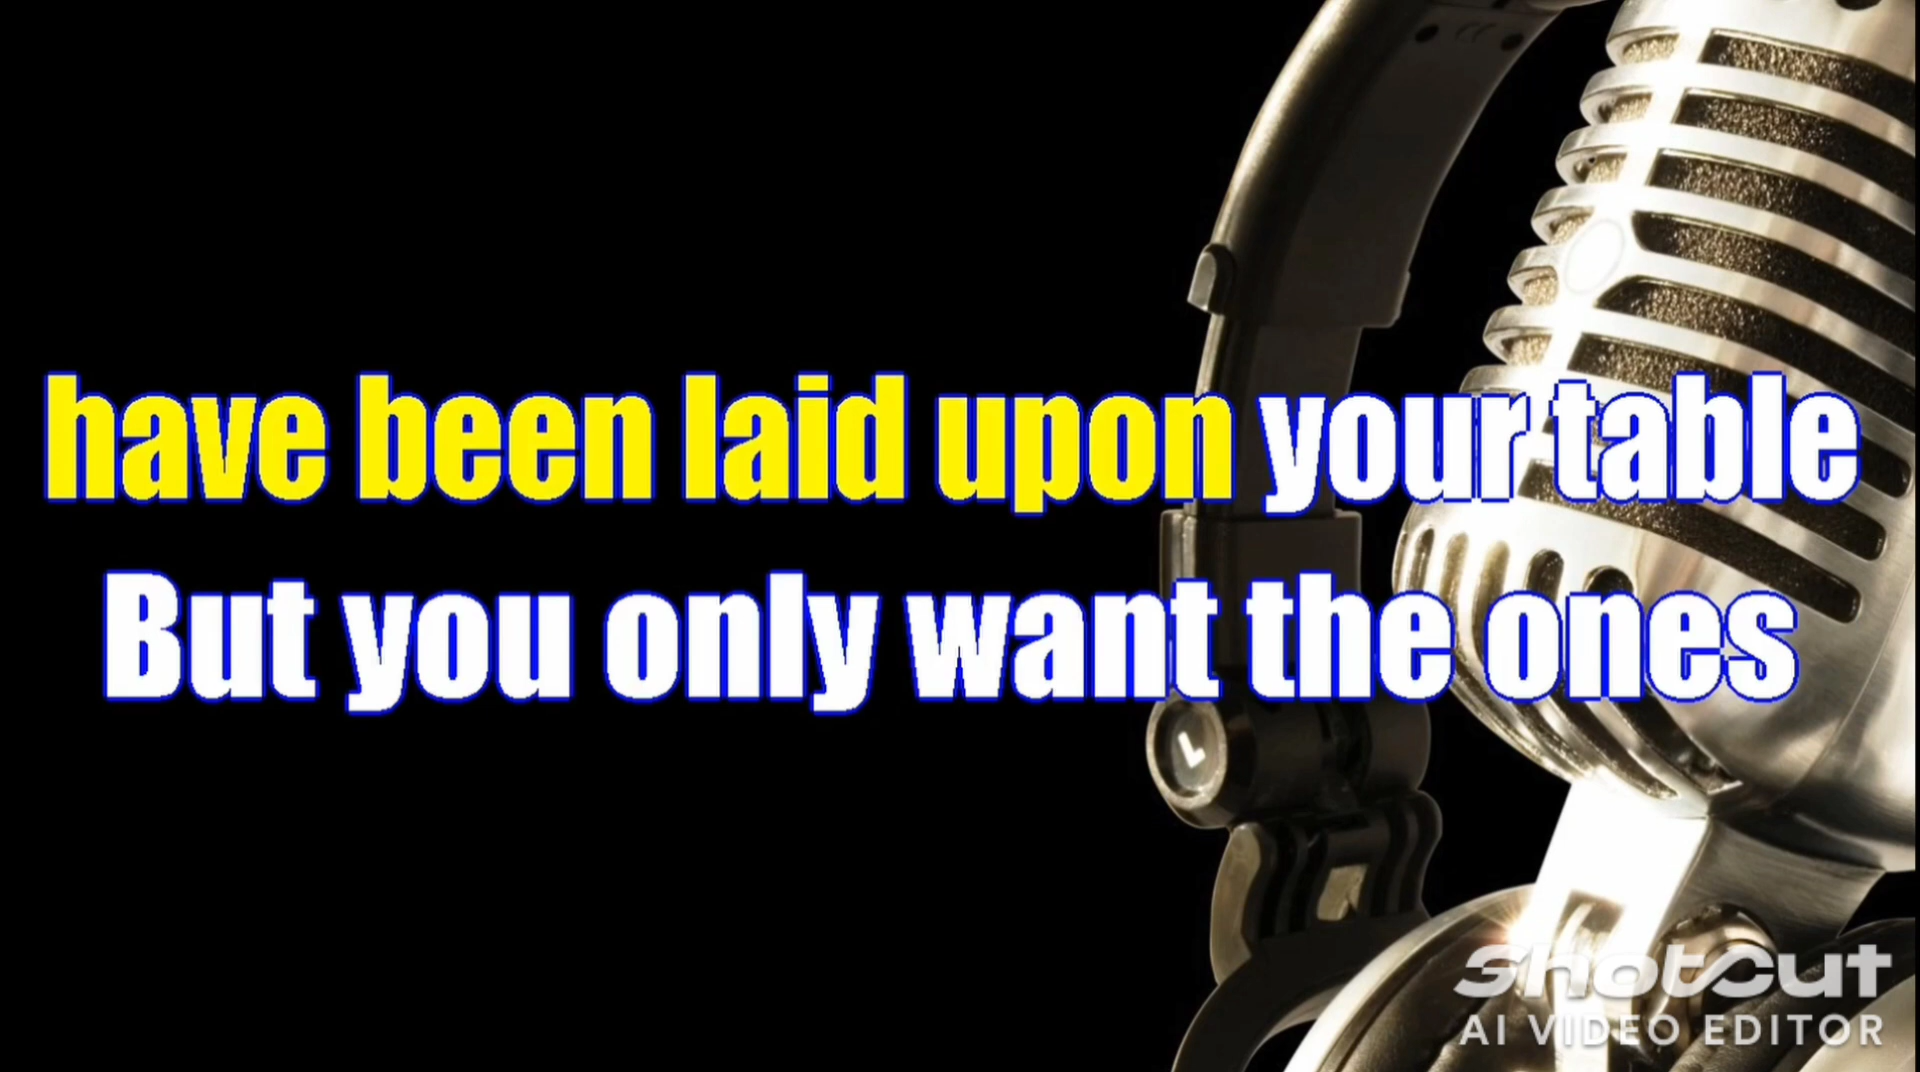 have been laid upon your table
But you only want the ones
L
Shotcut
AI VIDEO EDITOR